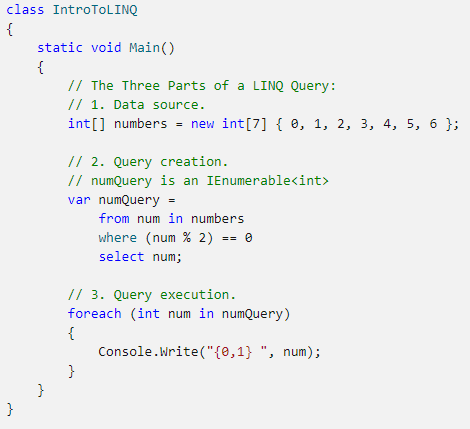 class IntroToLINQ
{
    static void Main()
    {
        // The Three Parts of a LINQ Query:
        // 1. Data source.
        int[] numbers = new int[7] { 0, 1, 2, 3, 4, 5, 6 };

        // 2. Query creation.
        // numQuery is an IEnumerable<int>
        var numQuery =
            from num in numbers
            where (num % 2) == 0
            select num;

        // 3. Query execution.
        foreach (int num in numQuery)
        {
            Console.Write("{0,1} ", num);
        }
    }
}